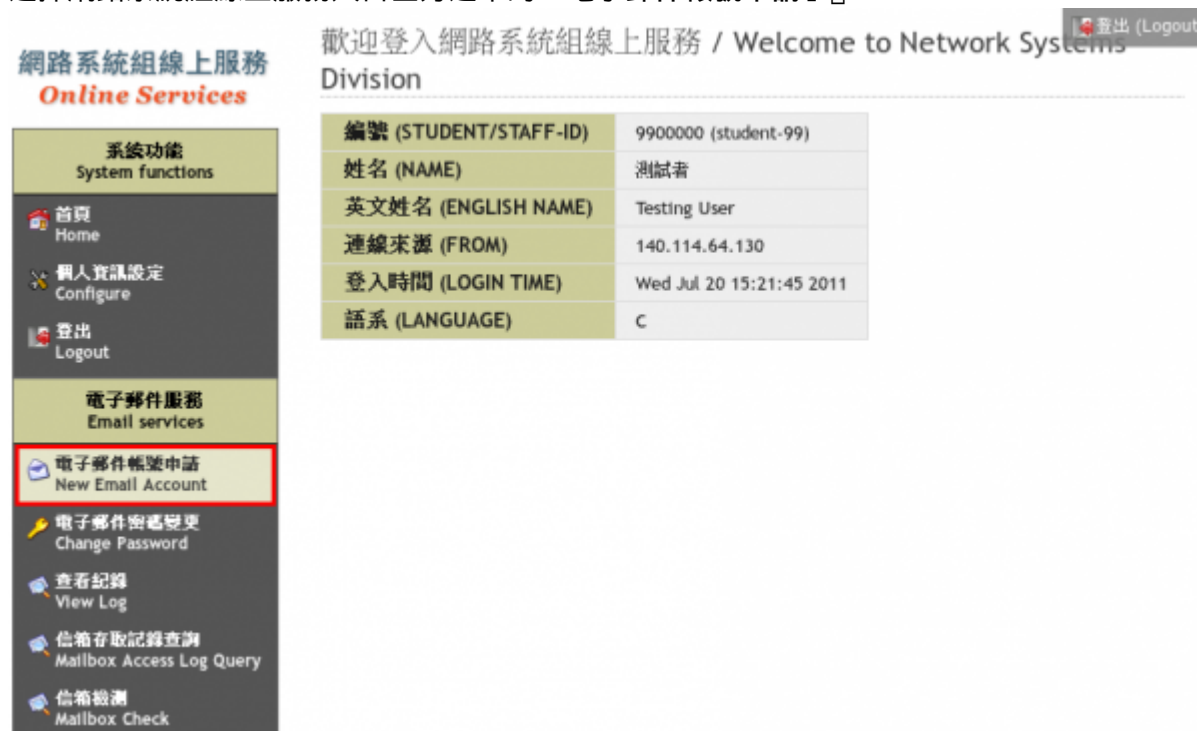 登出 (Logout
網路系統組線上服務
Online Services
歡迎登入網路系統組線上服務 / Welcome to Network Systems
Division
系統功能
System functions
首頁
Home
個人資訊設定
Configure
登出
Logout
電子郵件服務
Email services
電子郵件帳號申請
New Email Account
電子郵件密碼變更
Change Password
查看紀錄
View Log
信箱存取記錄查詢
Mailbox Access Log Query
信箱檢測
Mailbox Check
編號 (STUDENT/STAFF-ID) 9900000 (student-99)
姓名 (NAME) 測試者
英文姓名 (ENGLISH NAME) Testing User
連線來源 (FROM) 140.114.64.130
登入時間 (LOGIN TIME) Wed Jul 20 15:21:45 2011
語系 (LANGUAGE) C